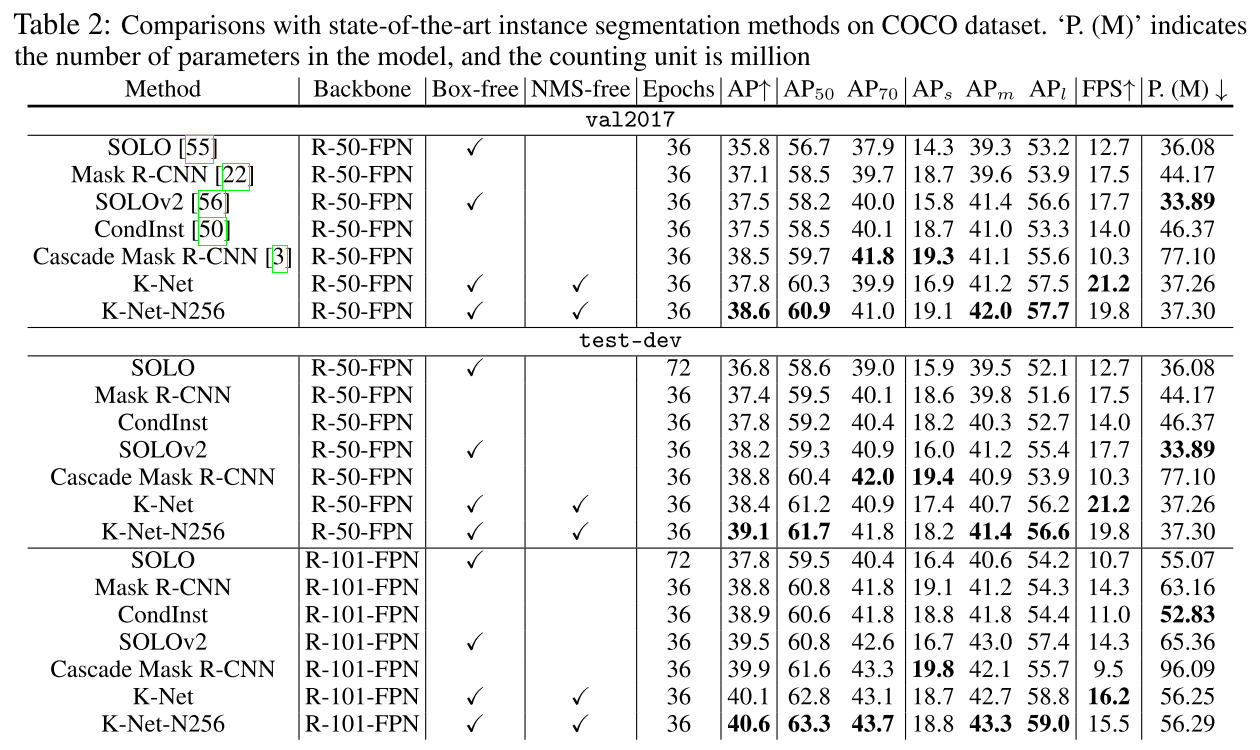 Table 2: Comparisons with state-of-the-art instance segmentation methods on COCO dataset. ‘P. (M)’ indicates
the number of parameters in the model, and the counting unit is million
Method Backbone Box-free NMS-free Epochs AP↑ AP50 AP70 APs APm APl FPS↑ P. (M) ↓
val2017
SOLO [55] R-50-FPN ✓ 36 35.8 56.7 37.9 14.3 39.3 53.2 12.7 36.08
Mask R-CNN [22] R-50-FPN 36 37.1 58.5 39.7 18.7 39.6 53.9 17.5 44.17
SOLOv2 [56] R-50-FPN ✓ 36 37.5 58.2 40.0 15.8 41.4 56.6 17.7 33.89
CondInst [50] R-50-FPN 36 37.5 58.5 40.1 18.7 41.0 53.3 14.0 46.37
Cascade Mask R-CNN [3] R-50-FPN 36 38.5 59.7 41.8 19.3 41.1 55.6 10.3 77.10
K-Net R-50-FPN ✓ ✓ 36 37.8 60.3 39.9 16.9 41.2 57.5 21.2 37.26
K-Net-N256 R-50-FPN ✓ ✓ 36 38.6 60.9 41.0 19.1 42.0 57.7 19.8 37.30
test-dev
SOLO R-50-FPN ✓ 72 36.8 58.6 39.0 15.9 39.5 52.1 12.7 36.08
Mask R-CNN R-50-FPN 36 37.4 59.5 40.1 18.6 39.8 51.6 17.5 44.17
CondInst R-50-FPN 36 37.8 59.2 40.4 18.2 40.3 52.7 14.0 46.37
SOLOv2 R-50-FPN ✓ 36 38.2 59.3 40.9 16.0 41.2 55.4 17.7 33.89
Cascade Mask R-CNN R-50-FPN 36 38.8 60.4 42.0 19.4 40.9 53.9 10.3 77.10
K-Net R-50-FPN ✓ ✓ 36 38.4 61.2 40.9 17.4 40.7 56.2 21.2 37.26
K-Net-N256 R-50-FPN ✓ ✓ 36 39.1 61.7 41.8 18.2 41.4 56.6 19.8 37.30
SOLO R-101-FPN ✓ 72 37.8 59.5 40.4 16.4 40.6 54.2 10.7 55.07
Mask R-CNN R-101-FPN 36 38.8 60.8 41.8 19.1 41.2 54.3 14.3 63.16
CondInst R-101-FPN 36 38.9 60.6 41.8 18.8 41.8 54.4 11.0 52.83
SOLOv2 R-101-FPN ✓ 36 39.5 60.8 42.6 16.7 43.0 57.4 14.3 65.36
Cascade Mask R-CNN R-101-FPN 36 39.9 61.6 43.3 19.8 42.1 55.7 9.5 96.09
K-Net R-101-FPN ✓ ✓ 36 40.1 62.8 43.1 18.7 42.7 58.8 16.2 56.25
K-Net-N256 R-101-FPN ✓ ✓ 36 40.6 63.3 43.7 18.8 43.3 59.0 15.5 56.29